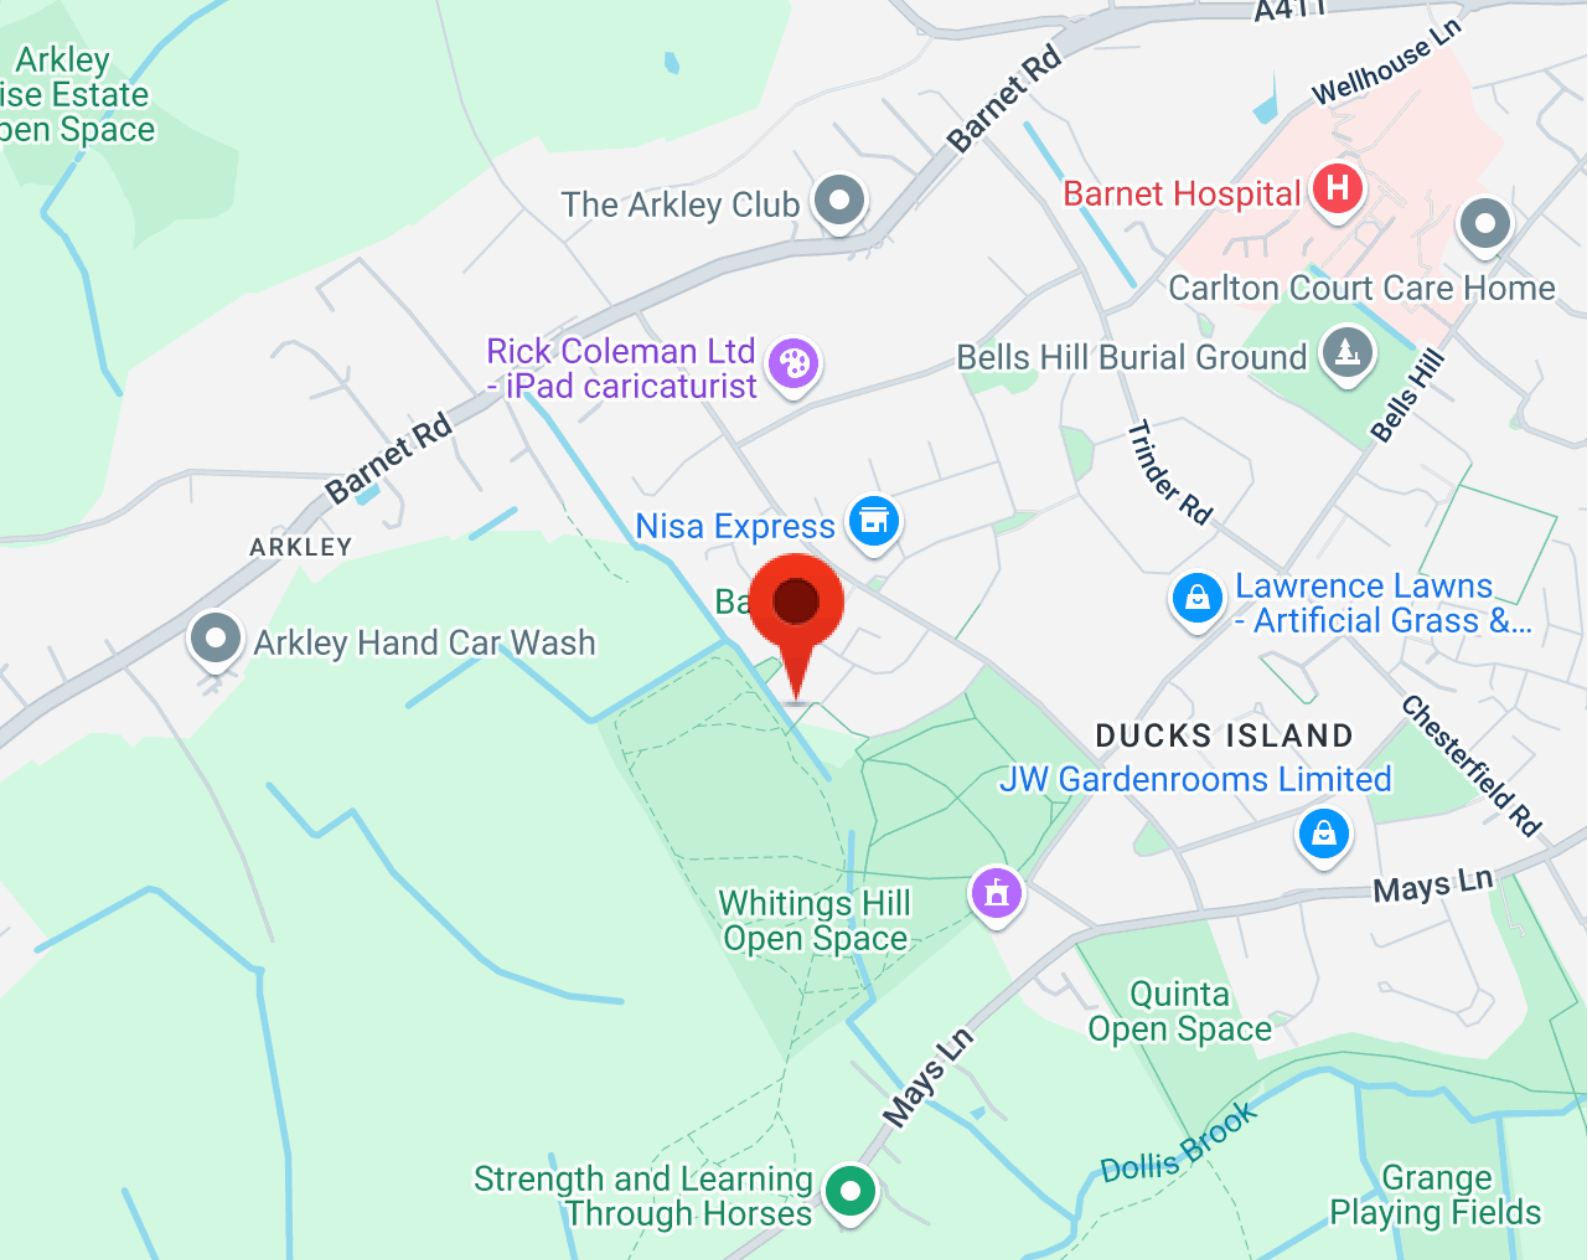 A411
Wellhouse Ln
Arkley
ise Estate
pen Space
Barnet Rd
The Arkley Club
Barnet Hospital
H
Carlton Court Care Home
Rick Coleman Ltd
- iPad caricaturist
Bells Hill Burial Ground
Bells Hill
Barnet Rd
Trinder Rd
Nisa Express
ARKLEY
Ba
Lawrence Lawns
- Artificial Grass &...
Arkley Hand Car Wash
Chesterfield Rd
DUCKS ISLAND
JW Gardenrooms Limited
Mays Ln
Whitings Hill
Open Space
Quinta
Open Space
Mays Ln
Dollis Brook
Strength and Learning
Through Horses
Grange
Playing Fields